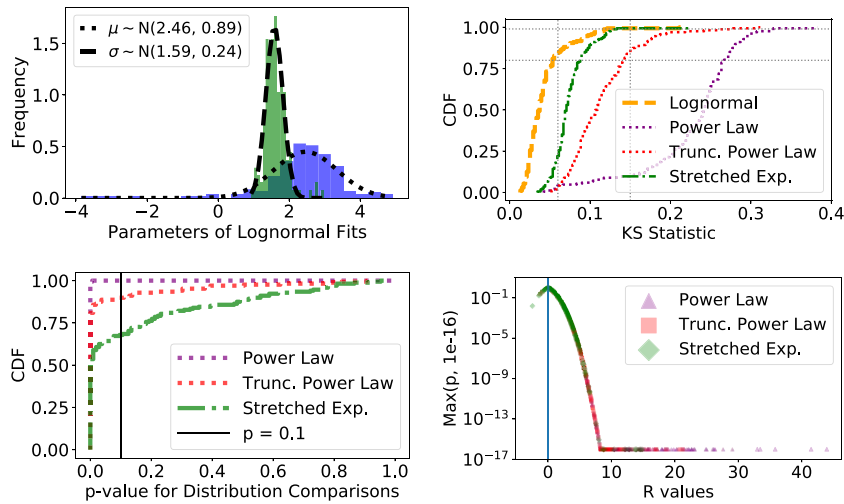 μ ~ N(2.46, 0.89)
σ ~ N(1.59, 0.24)
Frequency
1.5
1.0
0.5
0.0
−4
−2
0
2
4
Parameters of Lognormal Fits
CDF
1.00
0.75
0.50
0.25
0.00
Lognormal
Power Law
Trunc. Power Law
Stretched Exp.
0.0
0.1
0.2
0.3
0.4
KS Statistic
CDF
1.00
0.75
0.50
0.25
0.00
Power Law
Trunc. Power Law
Stretched Exp.
p = 0.1
0.0
0.2
0.4
0.6
0.8
1.0
p-value for Distribution Comparisons
Max(p, 1e-16)
10⁻¹
10⁻⁵
10⁻⁹
10⁻¹³
10⁻¹⁷
Power Law
Trunc. Power Law
Stretched Exp.
0
10
20
30
40
R values